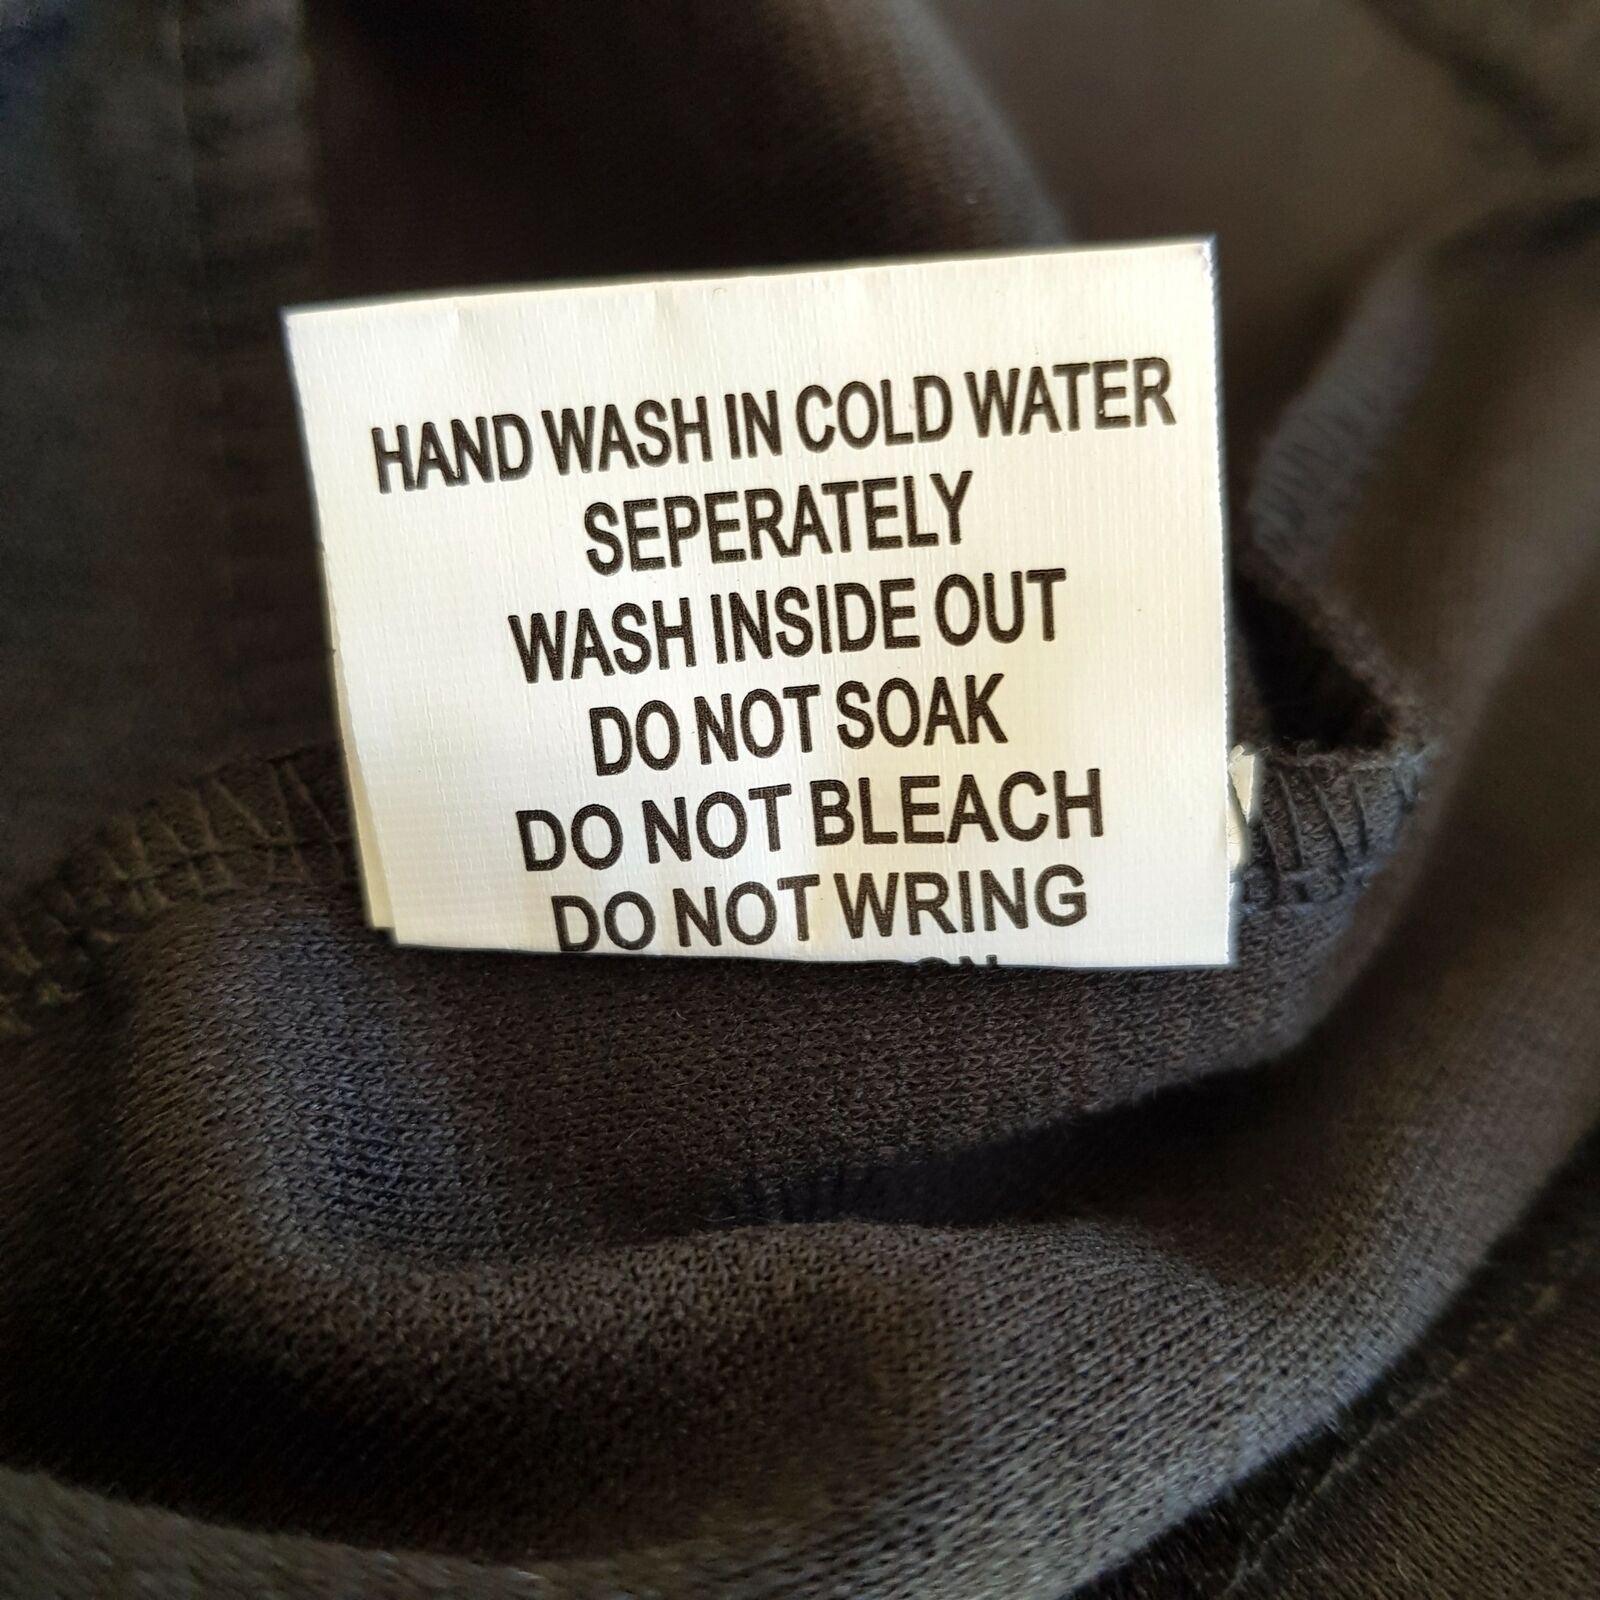 HAND WASH IN COLD WATER
SEPERATELY
WASH INSIDE OUT
DO NOT SOAK
DO NOT BLEACH
DO NOT WRING